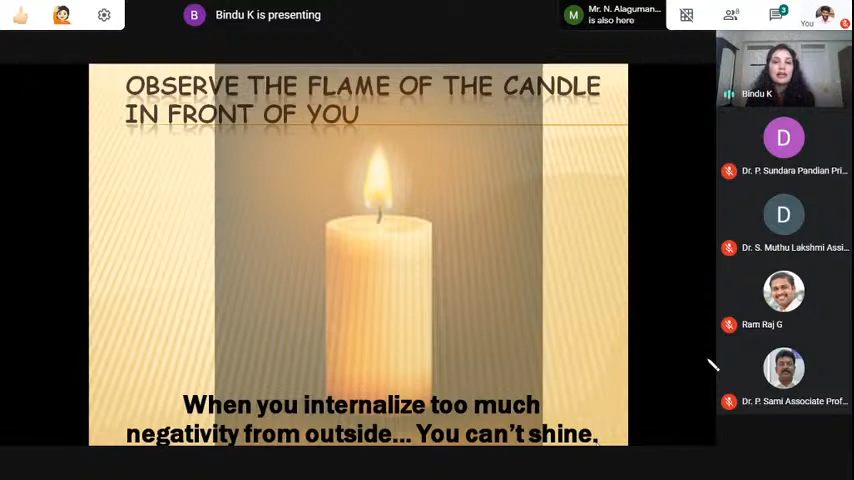 B
Bindu K is presenting
M
Mr. N. Alaguman...
is also here
8
3
You
OBSERVE THE FLAME OF THE CANDLE
IN FRONT OF YOU
When you internalize too much
negativity from outside... You can't shine.
Bindu K
D
Dr. P. Sundara Pandian Pri...
D
Dr. S. Muthu Lakshmi Assi...
Ram Raj G
Dr. P. Sami Associate Prof...